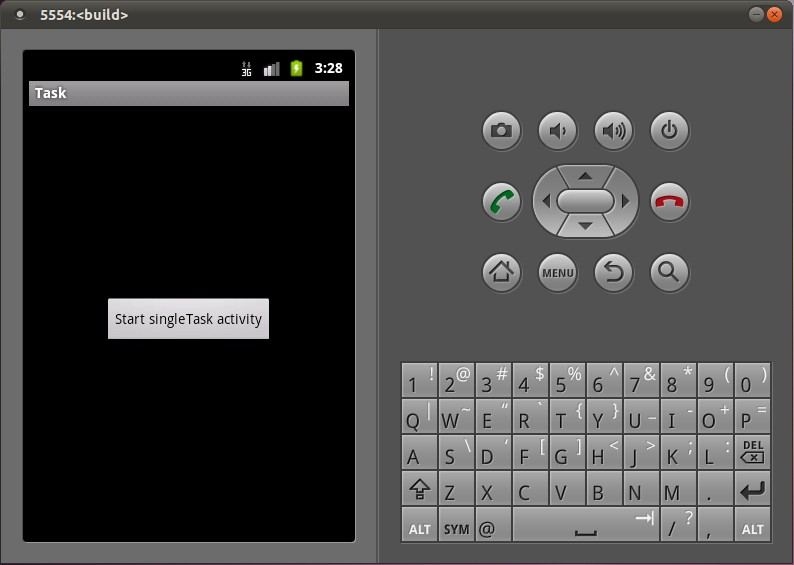 5554:<build>
3G 3:28
Task
Start singleTask activity
MENU
1 ! 2 @ 3 # 4 $ 5 % 6 ^ 7 & 8 * 9 ( 0 )
Q | W ~ E “ R ` T { Y } U _ I - O + P =
A S \ D ‘ F [ G ] H < J > K ; L : DEL
Z X C V B N M .
ALT SYM @ / ? , ALT